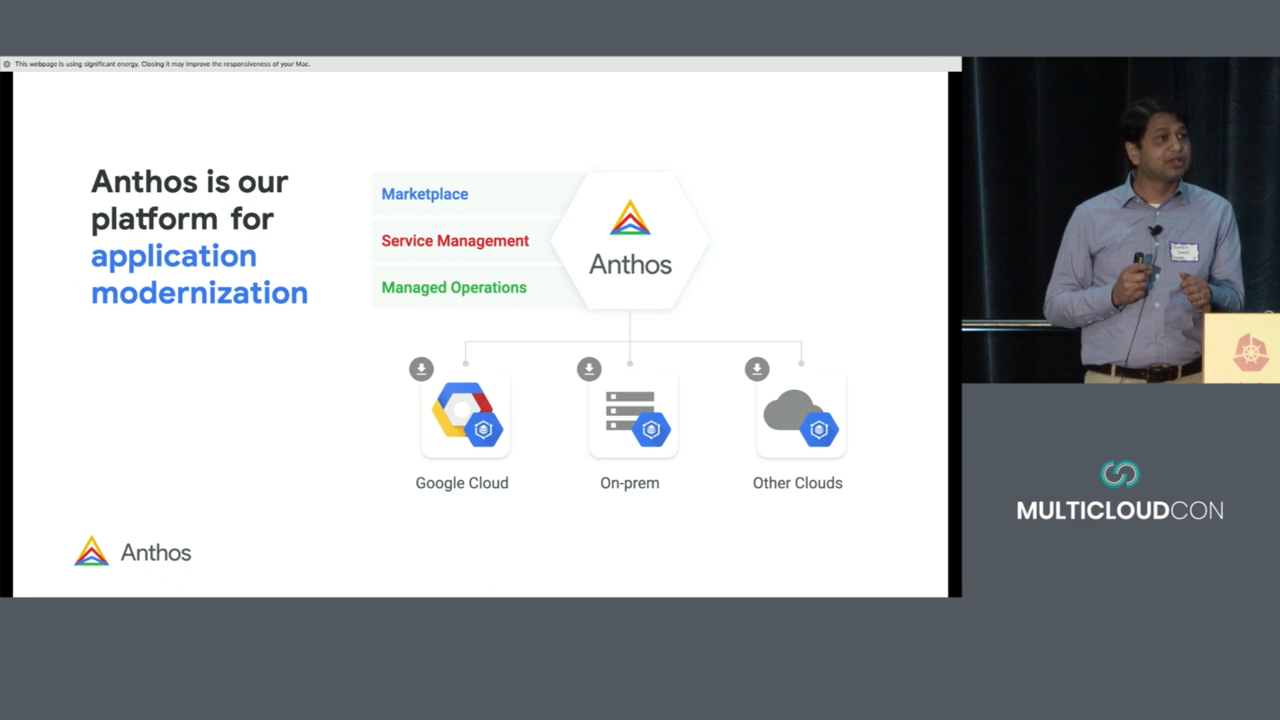 This webpage is using significant energy. Closing it may improve the responsiveness of your Mac.
Anthos is our
platform for
application
modernization
Marketplace
Service Management
Managed Operations
Anthos
Google Cloud
On-prem
Other Clouds
Anthos
MULTICLOUDCON